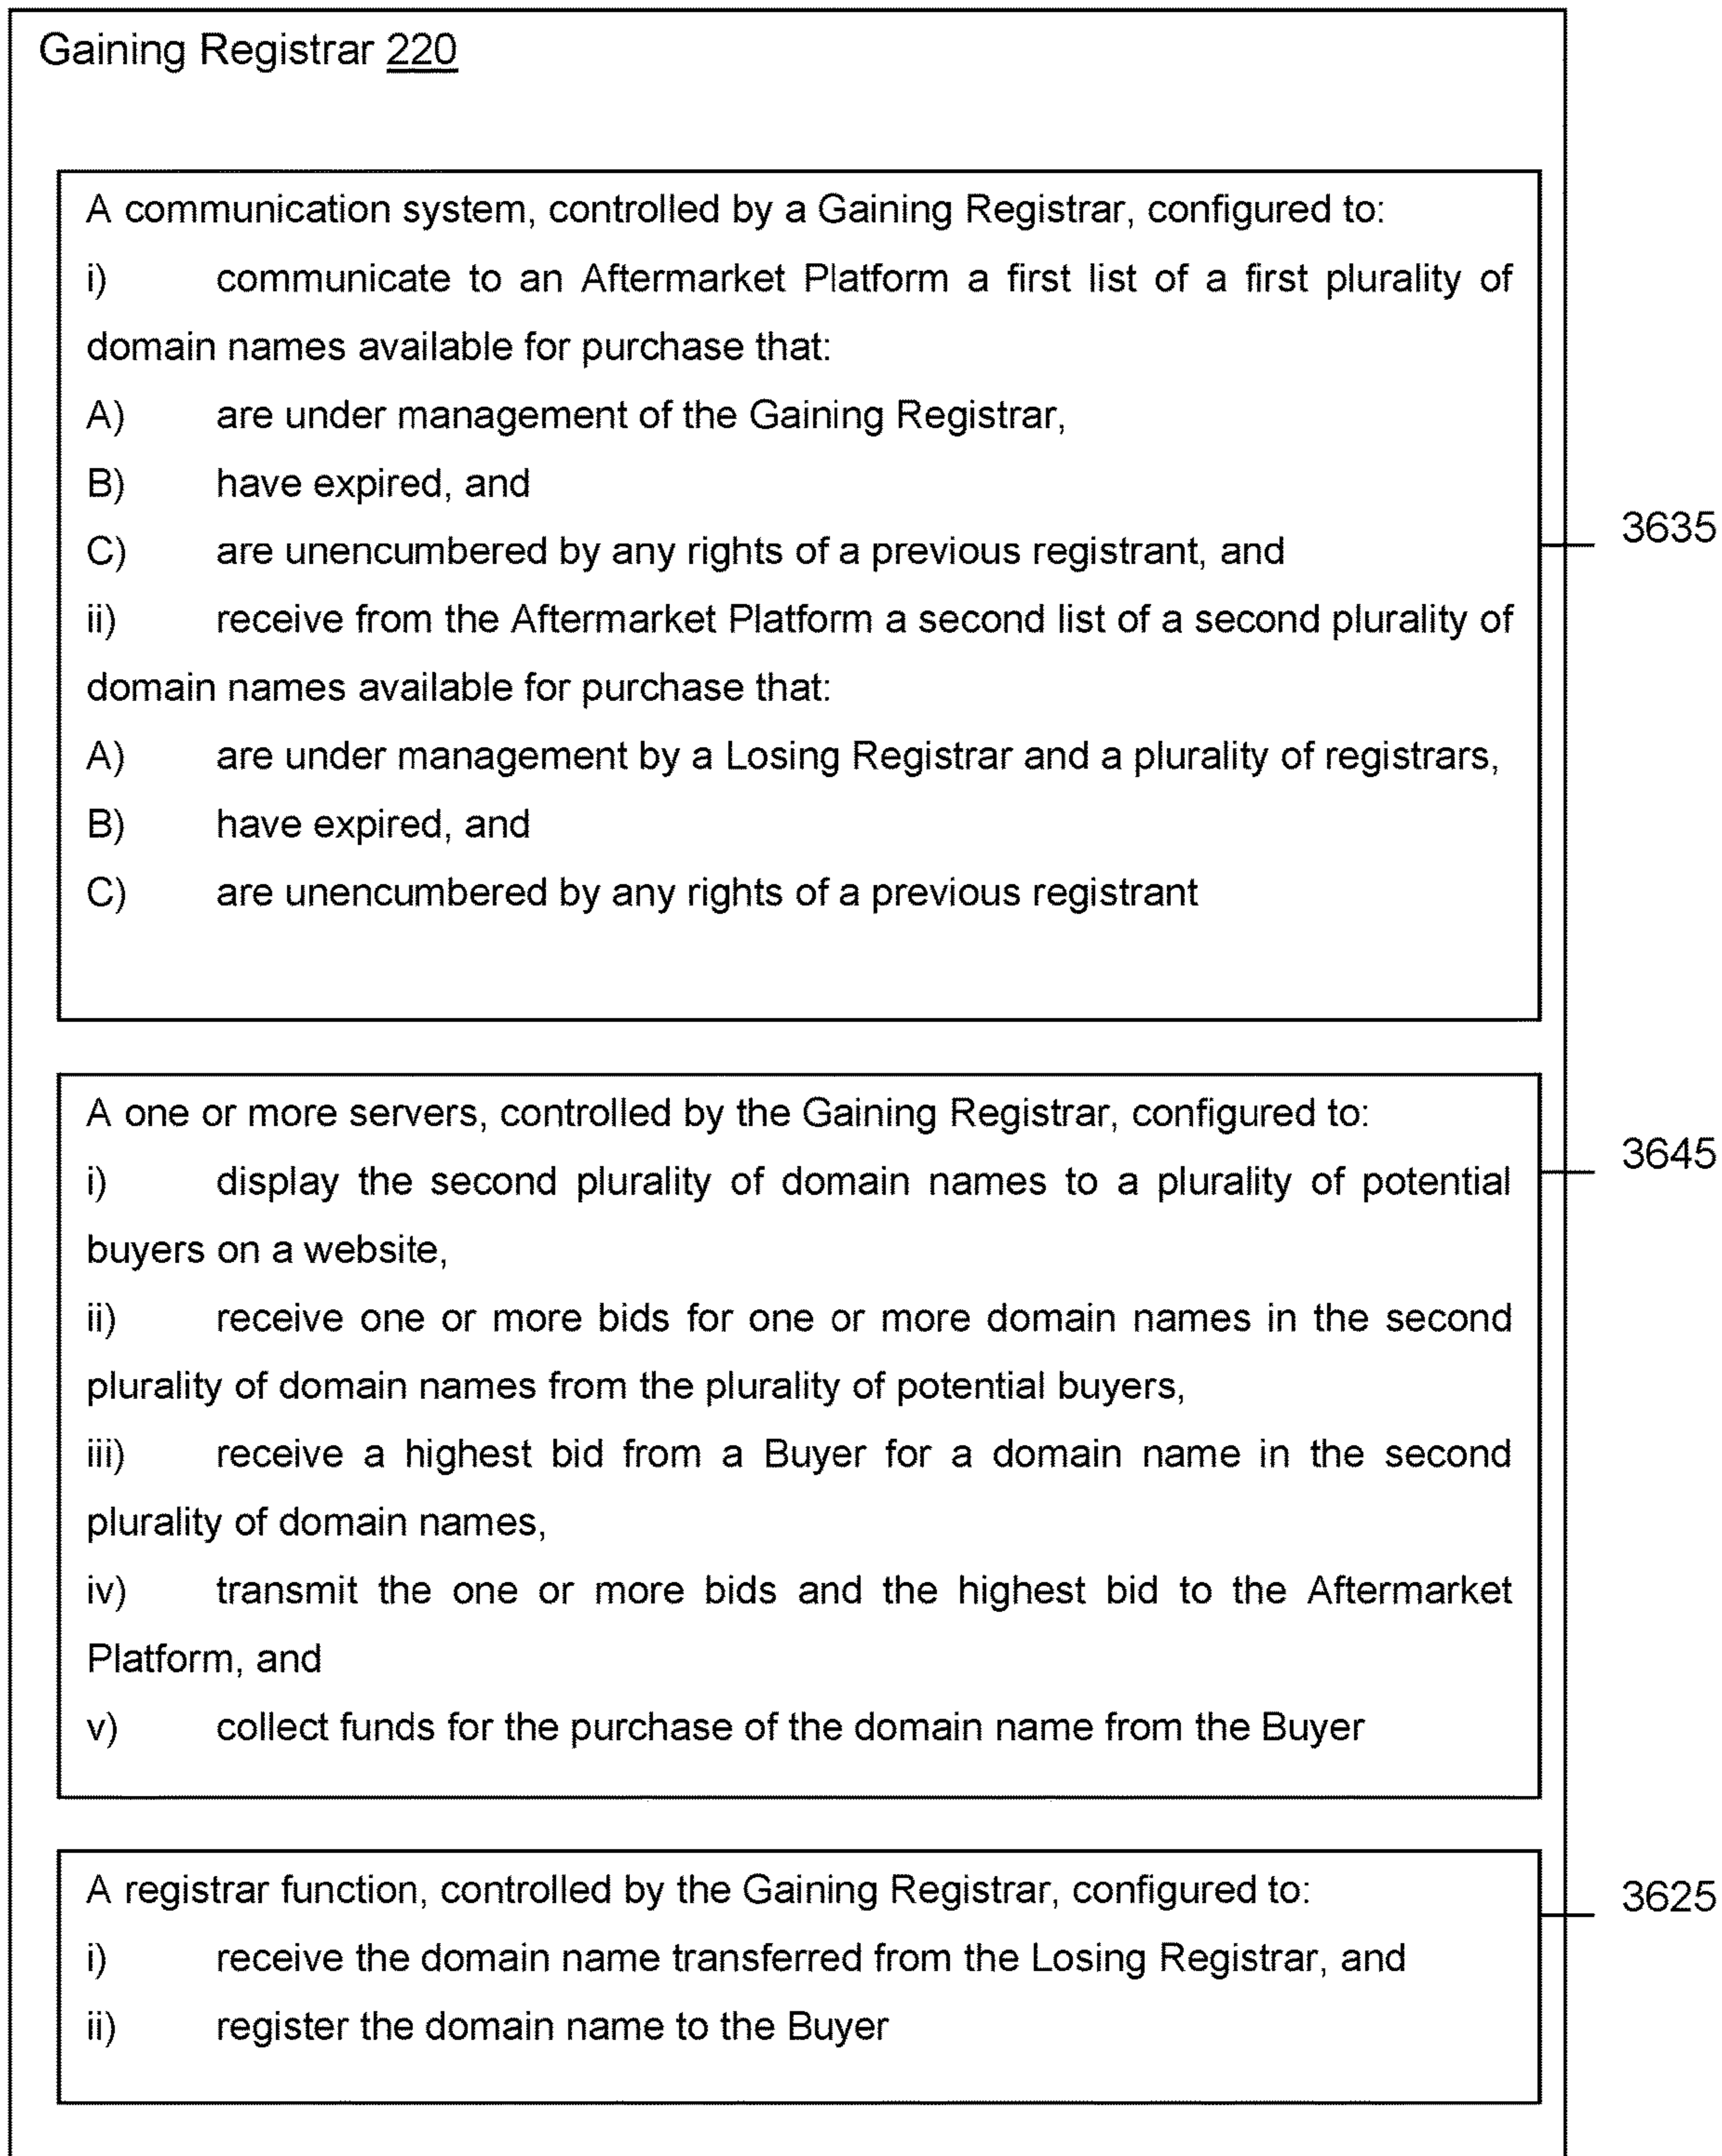 Gaining Registrar 220
A communication system, controlled by a Gaining Registrar, configured to:
i) communicate to an Aftermarket Platform a first list of a first plurality of
domain names available for purchase that:
A) are under management of the Gaining Registrar,
B) have expired, and
C) are unencumbered by any rights of a previous registrant, and
3635
ii) receive from the Aftermarket Platform a second list of a second plurality of
domain names available for purchase that:
A) are under management by a Losing Registrar and a plurality of registrars,
B) have expired, and
C) are unencumbered by any rights of a previous registrant
A one or more servers, controlled by the Gaining Registrar, configured to:
3645
i) display the second plurality of domain names to a plurality of potential
buyers on a website,
ii) receive one or more bids for one or more domain names in the second
plurality of domain names from the plurality of potential buyers,
iii) receive a highest bid from a Buyer for a domain name in the second
plurality of domain names,
iv) transmit the one or more bids and the highest bid to the Aftermarket
Platform, and
v) collect funds for the purchase of the domain name from the Buyer
A registrar function, controlled by the Gaining Registrar, configured to:
3625
i) receive the domain name transferred from the Losing Registrar, and
ii) register the domain name to the Buyer